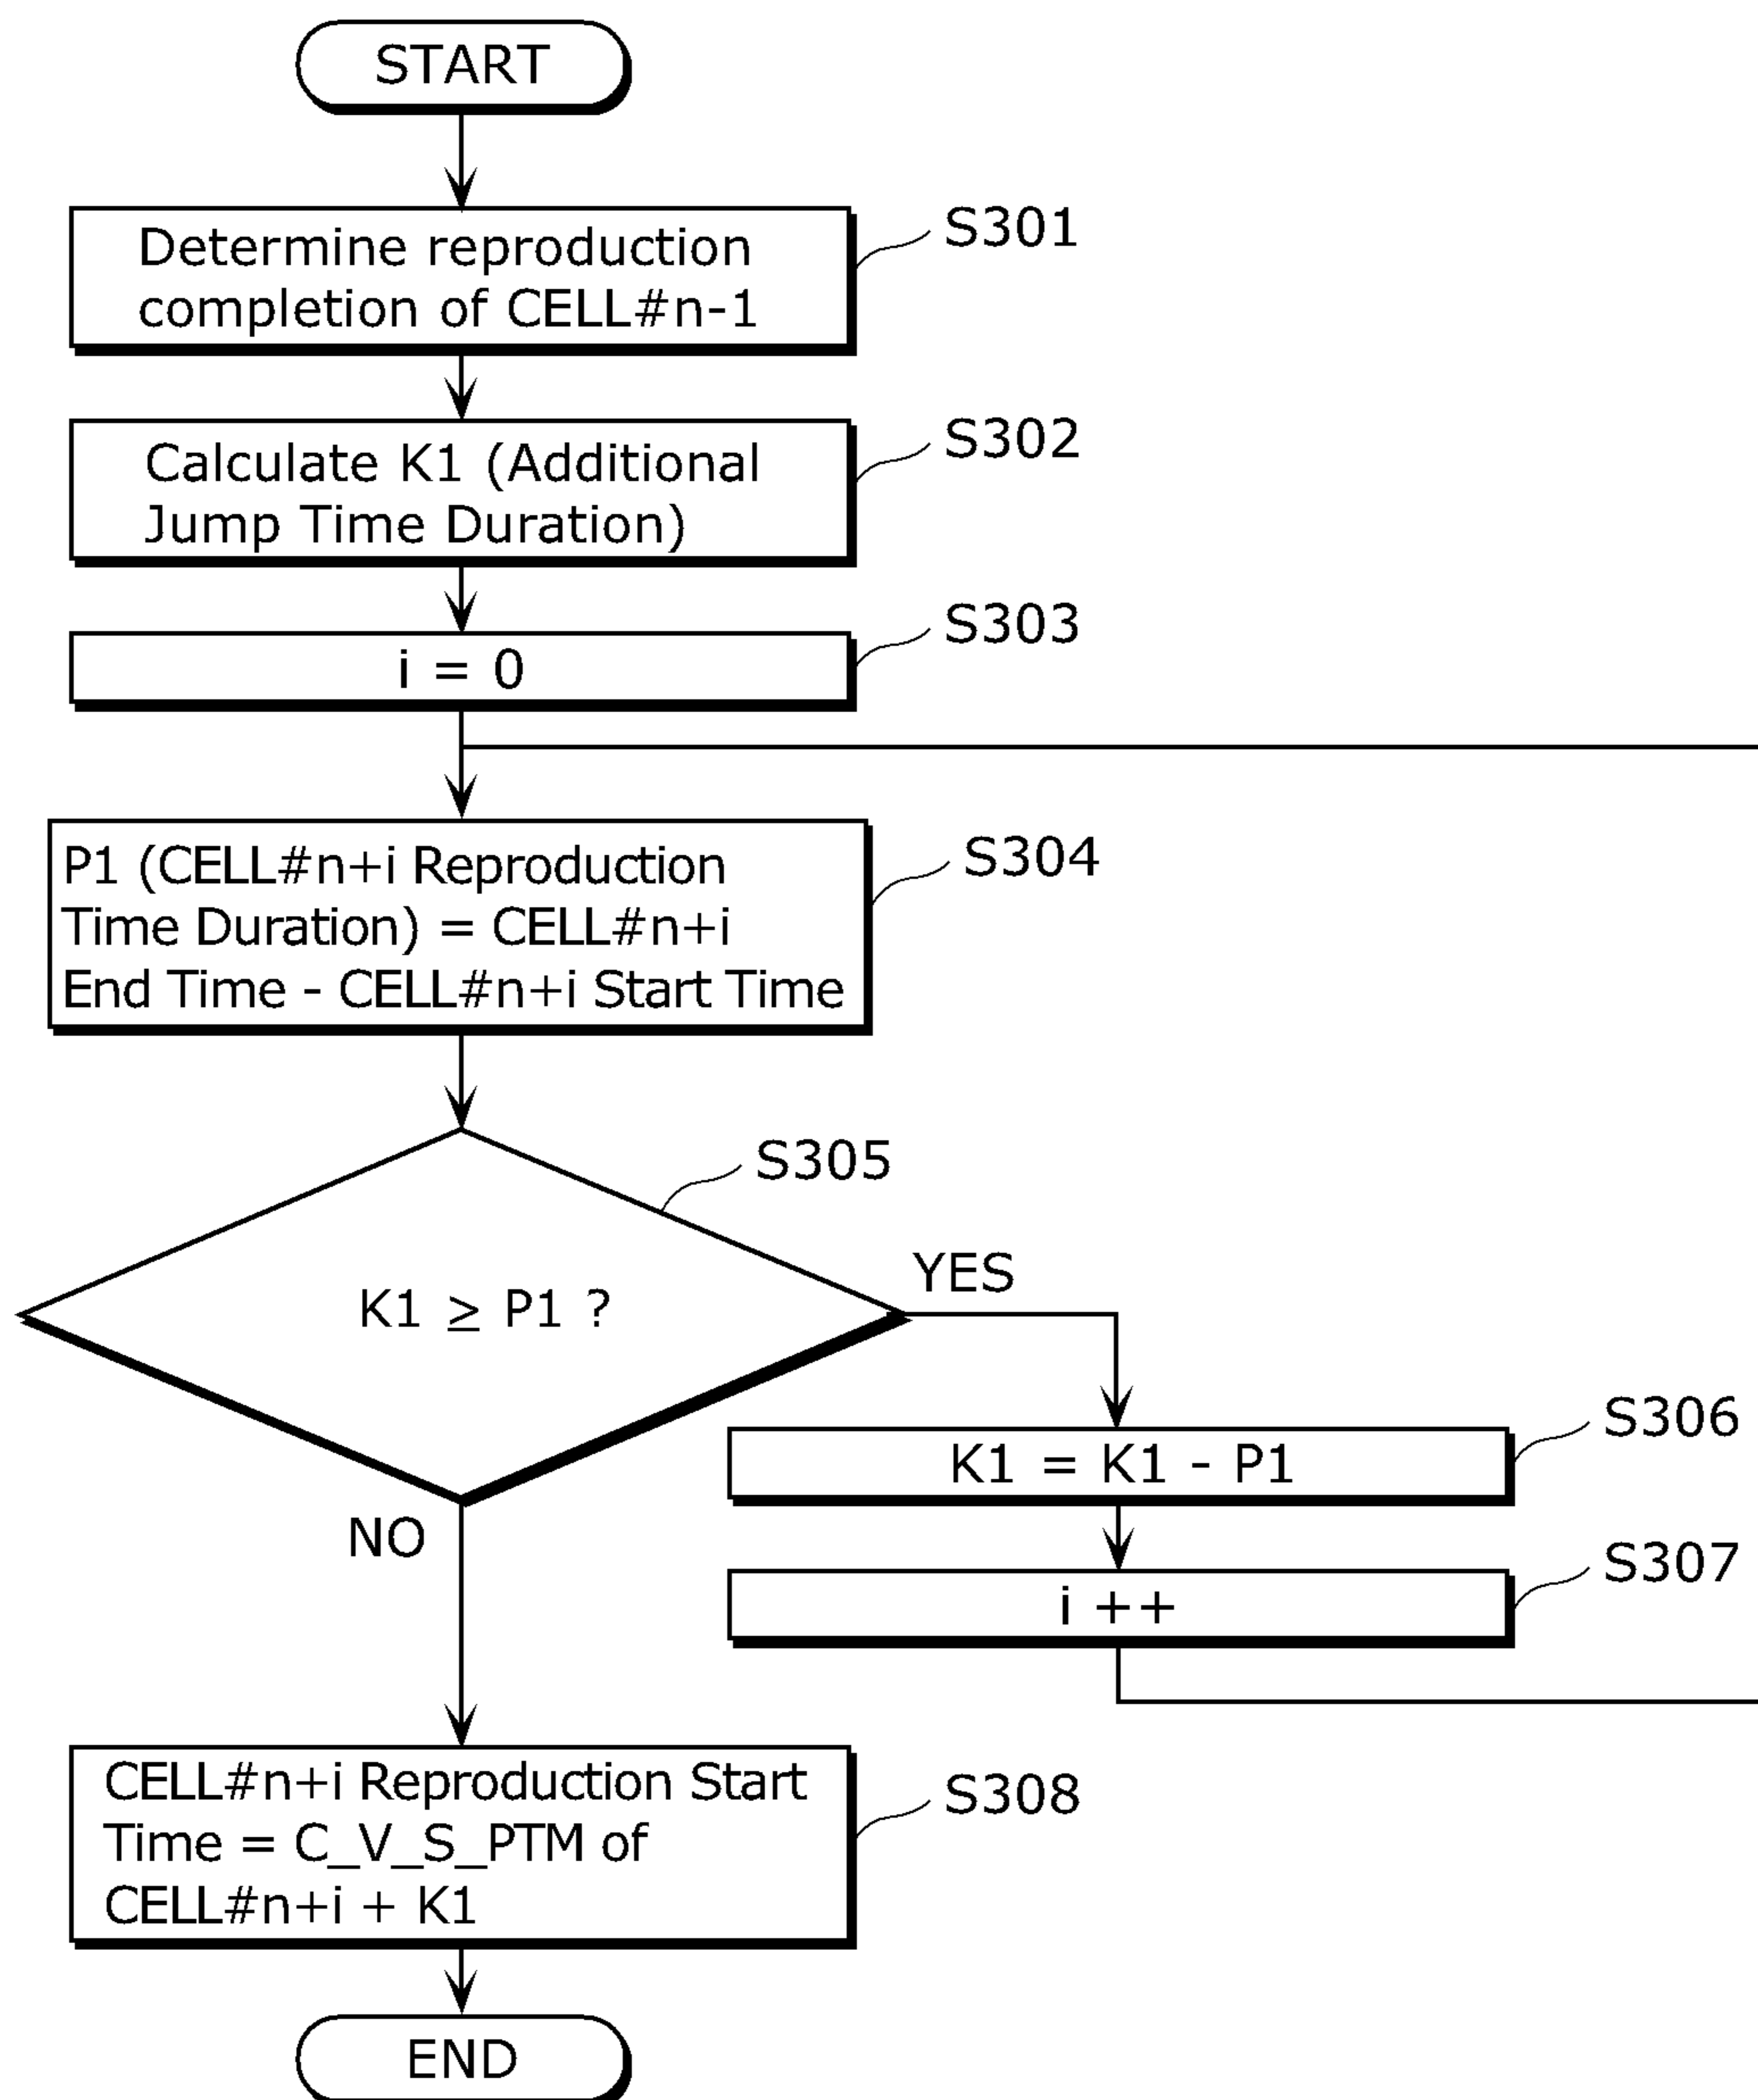 START
Determine reproduction
completion of CELL#n-1
S301
Calculate K1 (Additional
Jump Time Duration)
S302
i = 0
S303
P1 (CELL#n+i Reproduction
Time Duration) = CELL#n+i
End Time - CELL#n+i Start Time
S304
K1 ≥ P1 ?
S305
YES
NO
K1 = K1 - P1
S306
i ++
S307
CELL#n+i Reproduction Start
Time = C_V_S_PTM of
CELL#n+i + K1
S308
END